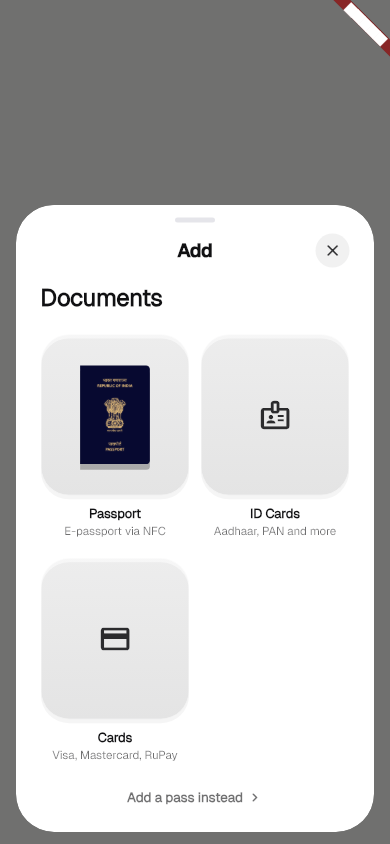 Add
Documents
REPUBLIC OF INDIA
PASSPORT
Passport
E-passport via NFC
ID Cards
Aadhaar, PAN and more
Cards
Visa, Mastercard, RuPay
Add a pass instead